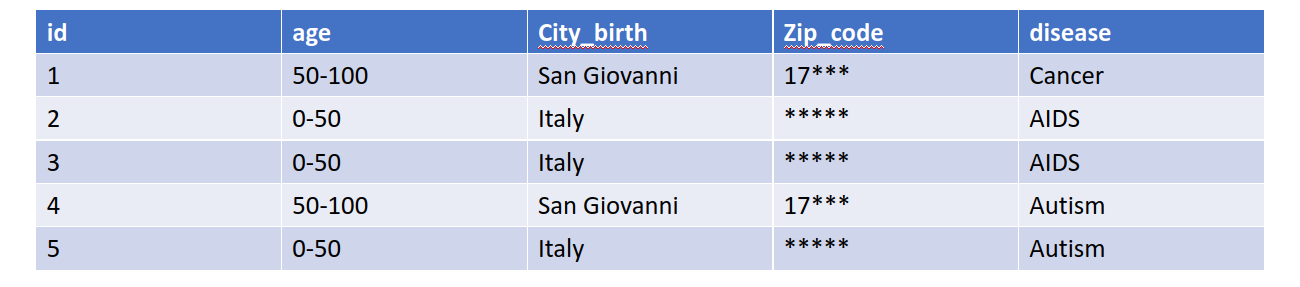 id age City_birth Zip_code disease
1 50-100 San Giovanni 17*** Cancer
2 0-50 Italy ***** AIDS
3 0-50 Italy ***** AIDS
4 50-100 San Giovanni 17*** Autism
5 0-50 Italy ***** Autism